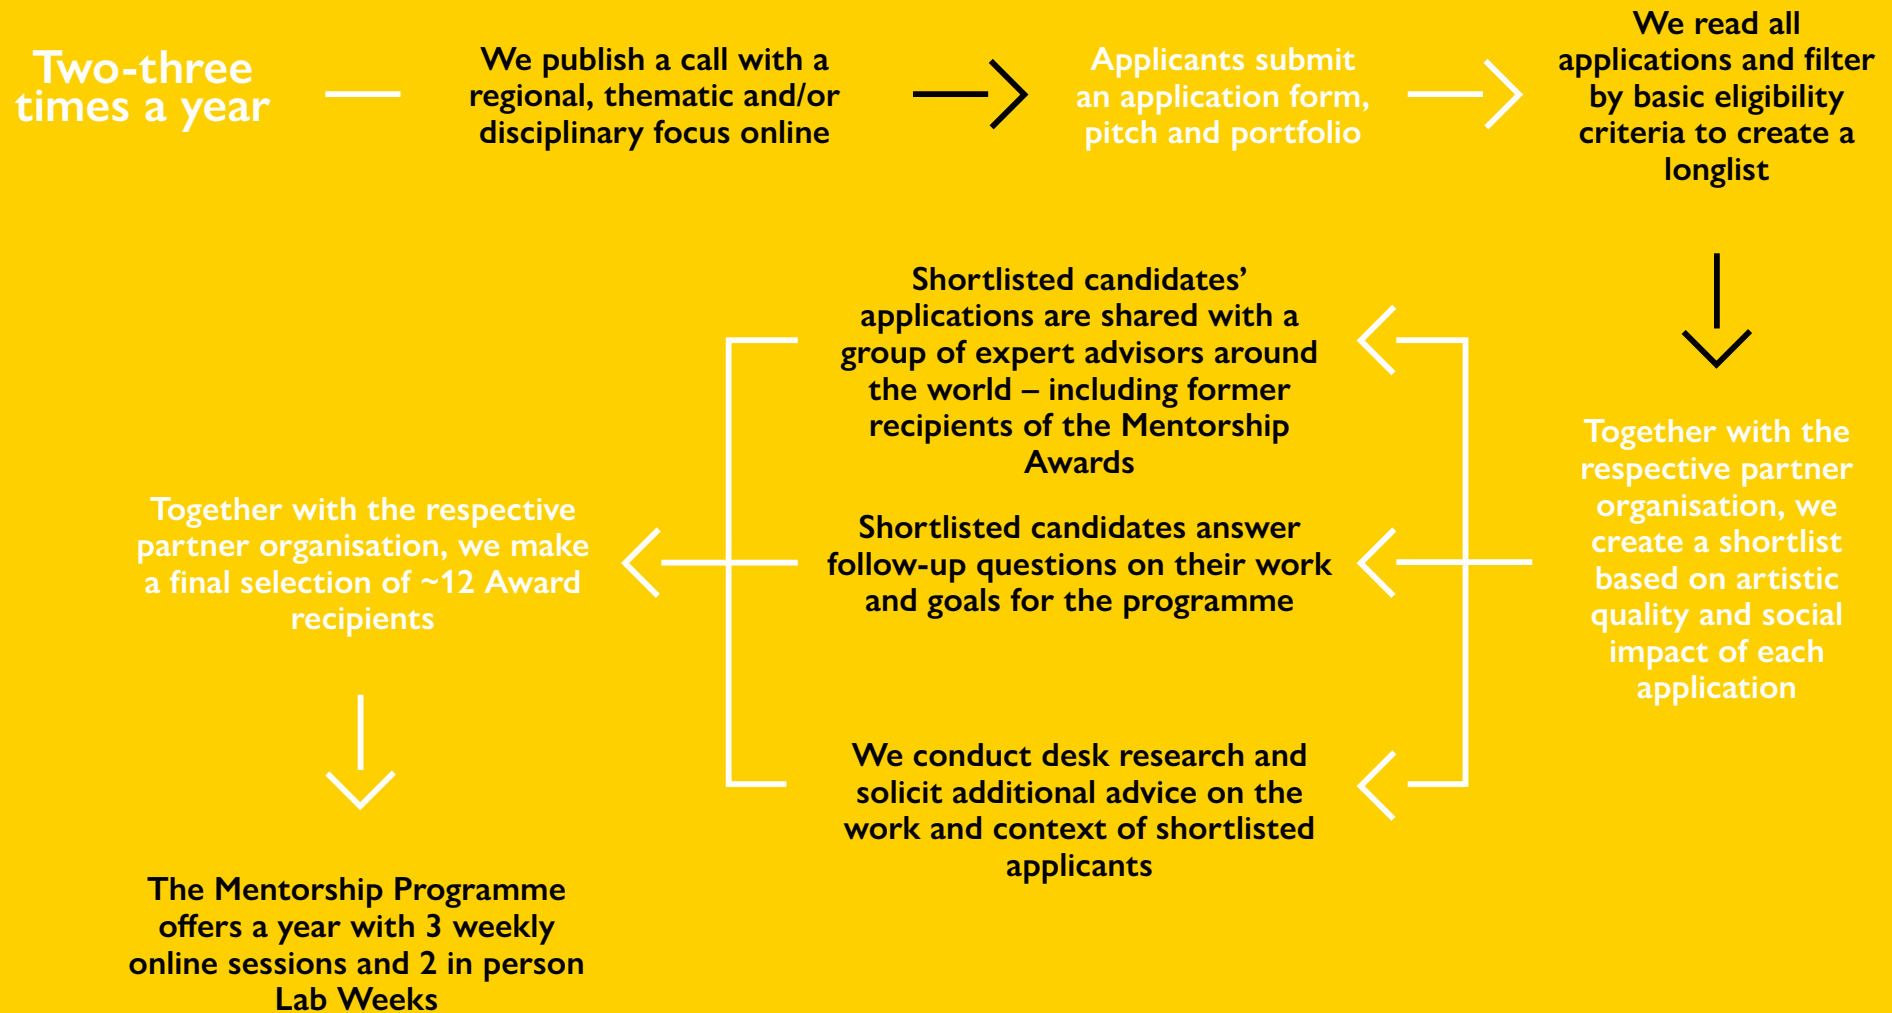 Two-three
times a year
We publish a call with a
regional, thematic and/or
disciplinary focus online
Applicants submit
an application form,
pitch and portfolio
We read all
applications and filter
by basic eligibility
criteria to create a
longlist
Together with the
respective partner
organisation, we
create a shortlist
based on artistic
quality and social
impact of each
application
Shortlisted candidates’
applications are shared with a
group of expert advisors around
the world – including former
recipients of the Mentorship
Awards
Shortlisted candidates answer
follow-up questions on their work
and goals for the programme
We conduct desk research and
solicit additional advice on the
work and context of shortlisted
applicants
Together with the respective
partner organisation, we make
a final selection of ~12 Award
recipients
The Mentorship Programme
offers a year with 3 weekly
online sessions and 2 in person
Lab Weeks